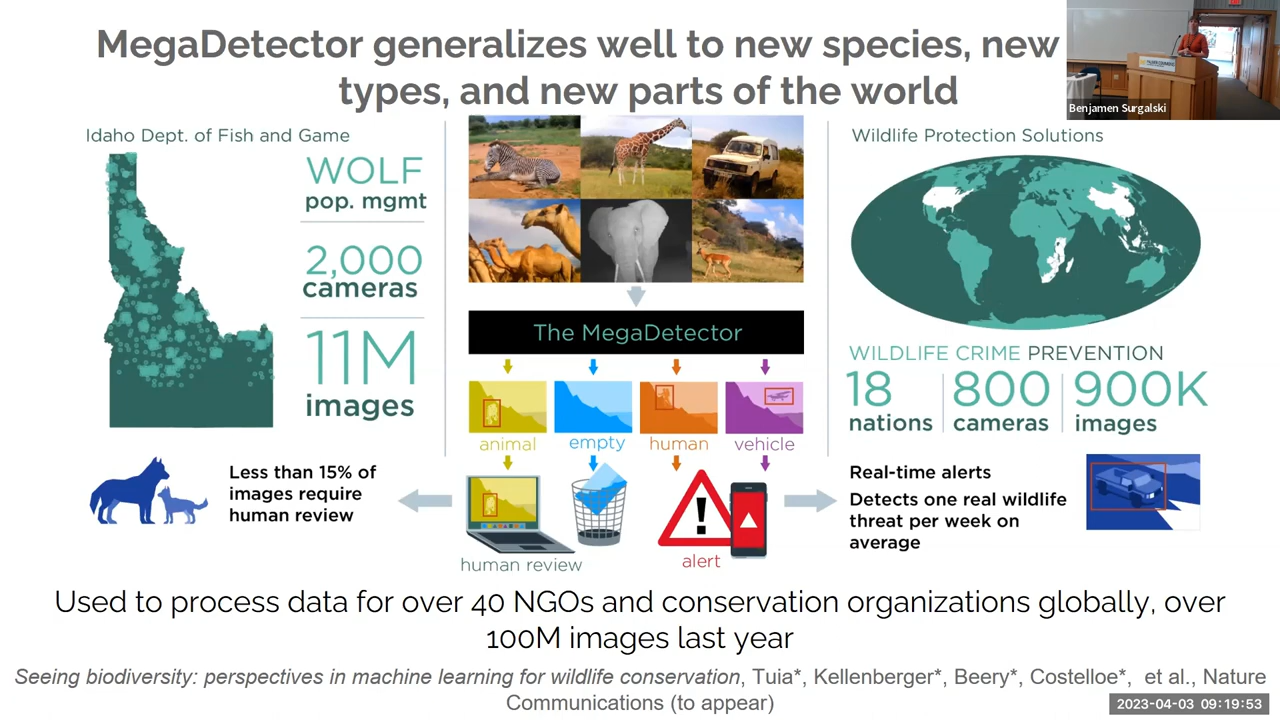 MegaDetector generalizes well to new species, new
types, and new parts of the world
Benjamen Surgalski
Idaho Dept. of Fish and Game
WOLF
pop. mgmt
2,000
cameras
11M
images
Less than 15% of
images require
human review
The MegaDetector
animal
empty
human
vehicle
human review
alert
Wildlife Protection Solutions
WILDLIFE CRIME PREVENTION
18
nations
800
cameras
900K
images
Real-time alerts
Detects one real wildlife
threat per week on
average
Used to process data for over 40 NGOs and conservation organizations globally, over
100M images last year
Seeing biodiversity: perspectives in machine learning for wildlife conservation, Tuia*, Kellenberger*, Beery*, Costelloe*, et al., Nature
Communications (to appear)
2023-04-03 09:19:53